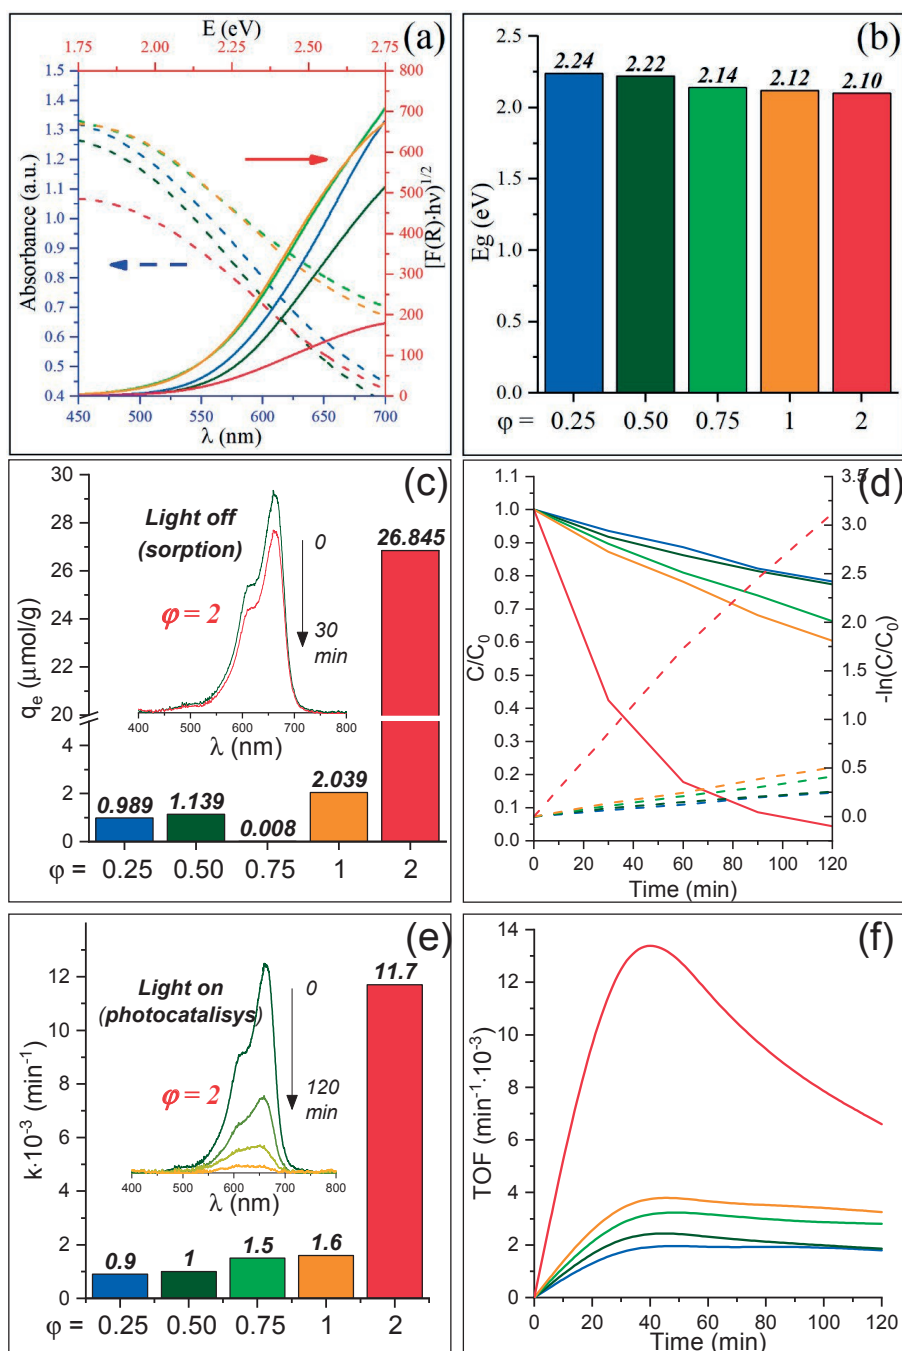 E (eV)
1.75 2.00 2.25 2.50 2.75
(a)
1.5 1.4 1.3 1.2 1.1 1.0 0.9 0.8 0.7 0.6 0.5 0.4
Absorbance (a.u.)
800 700 600 500 400 300 200 100 0
[F(R)·hν)^1/2
450 500 550 600 650 700
λ (nm)
(b)
2.5 2.0 1.5 1.0 0.5 0.0
Eg (eV)
2.24 2.22 2.14 2.12 2.10
φ = 0.25 0.50 0.75 1 2
(c)
30 29 28 27 26 25 24 23 22 21 20 4 2 0
q_e (μmol/g)
Light off
(sorption)
φ = 2
0
30
min
400 500 600 700 800
λ (nm)
0.989 1.139 0.008 2.039 26.845
φ = 0.25 0.50 0.75 1 2
(d)
1.1 1.0 0.9 0.8 0.7 0.6 0.5 0.4 0.3 0.2 0.1 0.0
C/C_0
3.5 3.0 2.5 2.0 1.5 1.0 0.5 0.0
-ln(C/C_0)
0 20 40 60 80 100 120
Time (min)
(e)
12 10 8 6 4 2 0
k·10^-3 (min^-1)
Light on
(photocatalisys)
φ = 2
0
120
min
400 500 600 700 800
λ (nm)
0.9 1 1.5 1.6 11.7
φ = 0.25 0.50 0.75 1 2
(f)
14 12 10 8 6 4 2 0
TOF (min^-1·10^-3)
0 20 40 60 80 100 120
Time (min)